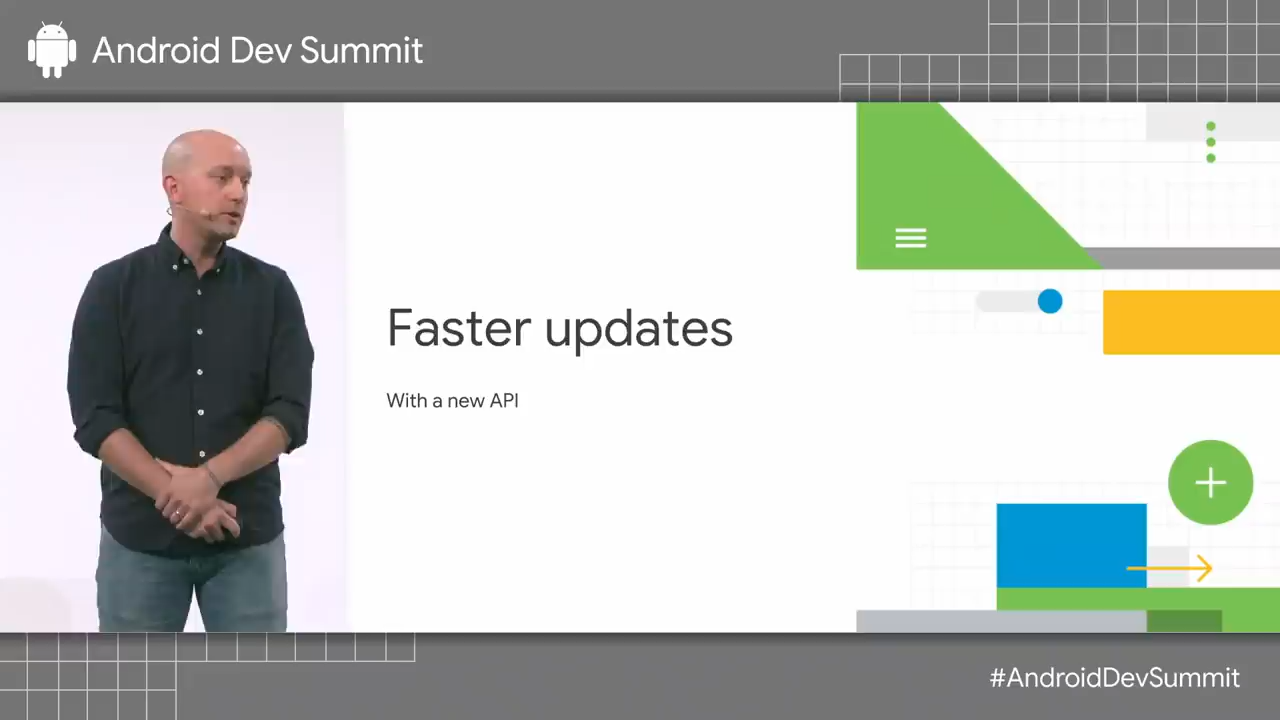 Android Dev Summit
Faster updates
With a new API
#AndroidDevSummit